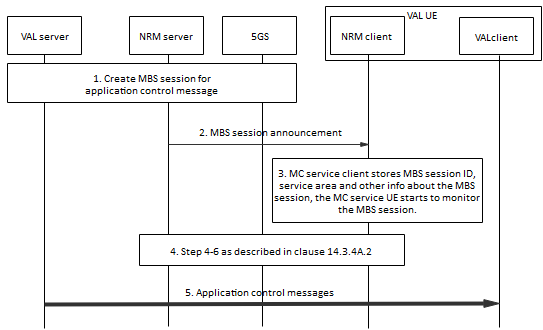 VAL UE
VAL server
NRM server
5GS
NRM client
VALclient
1. Create MBS session for
application control message
2. MBS session announcement
3. MC service client stores MBS session ID,
service area and other info about the MBS
session, the MC service UE starts to monitor
the MBS session.
4. Step 4-6 as described in clause 14.3.4A.2
5. Application control messages